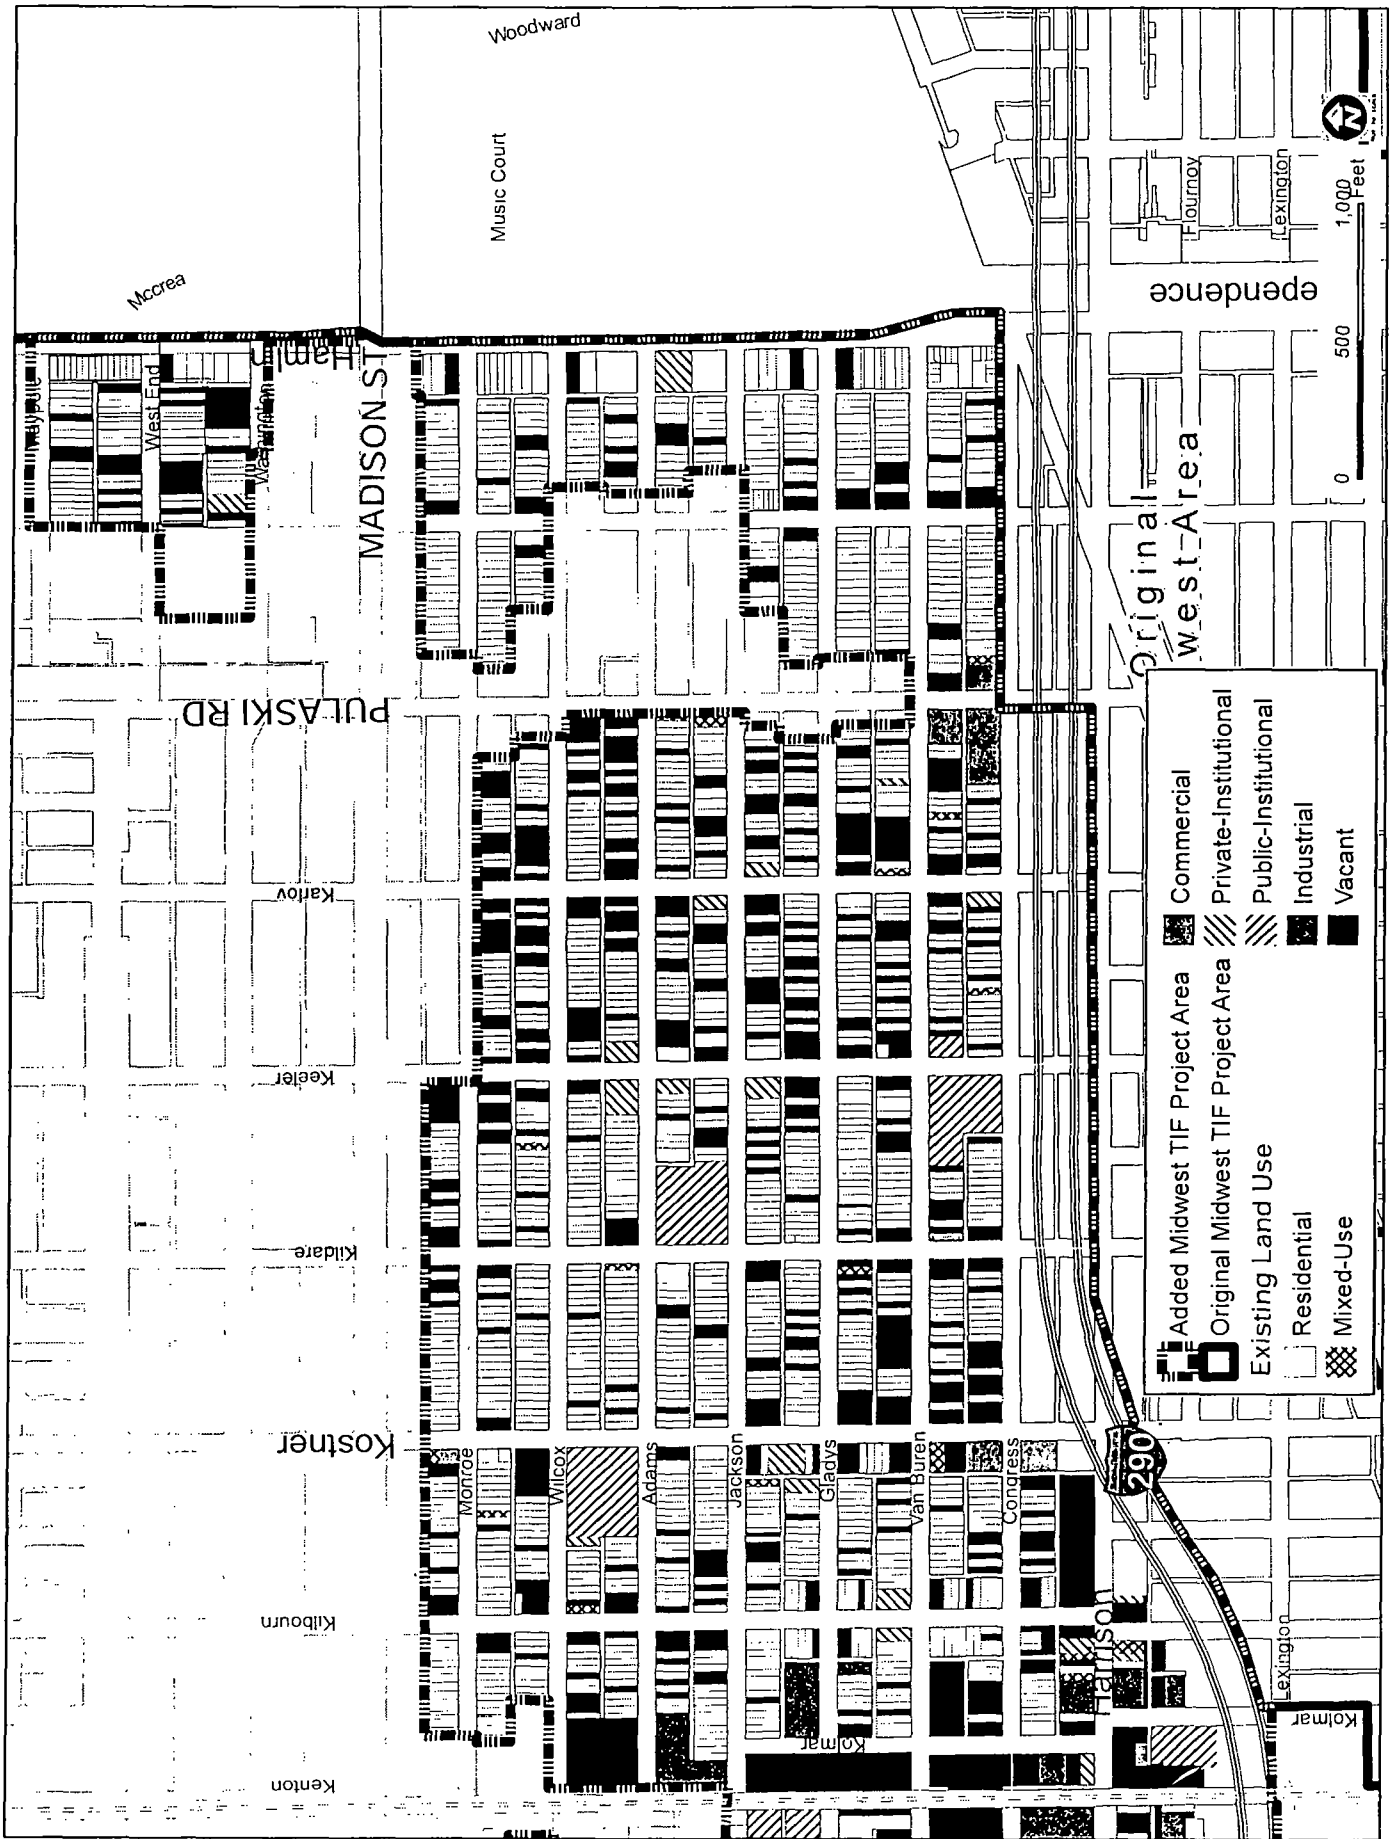 Woodward
Music Court
Mccrea
Hamlin
West End
MADISON ST
PULASKI RD
Karlov
Keeler
Kildare
Kostner
Kilbourn
Kenton
Monroe
Wilcox
Adams
Jackson
Gladys
Van Buren
Congress
Harrison
Kolmar
Kolmar
Lexington
290
Original
west Area
ependence
Flournoy
Lexington
N
0 500 1,000
Feet
Added Midwest TIF Project Area
Original Midwest TIF Project Area
Existing Land Use
Residential
Mixed-Use
Commercial
Private-Institutional
Public-Institutional
Industrial
Vacant